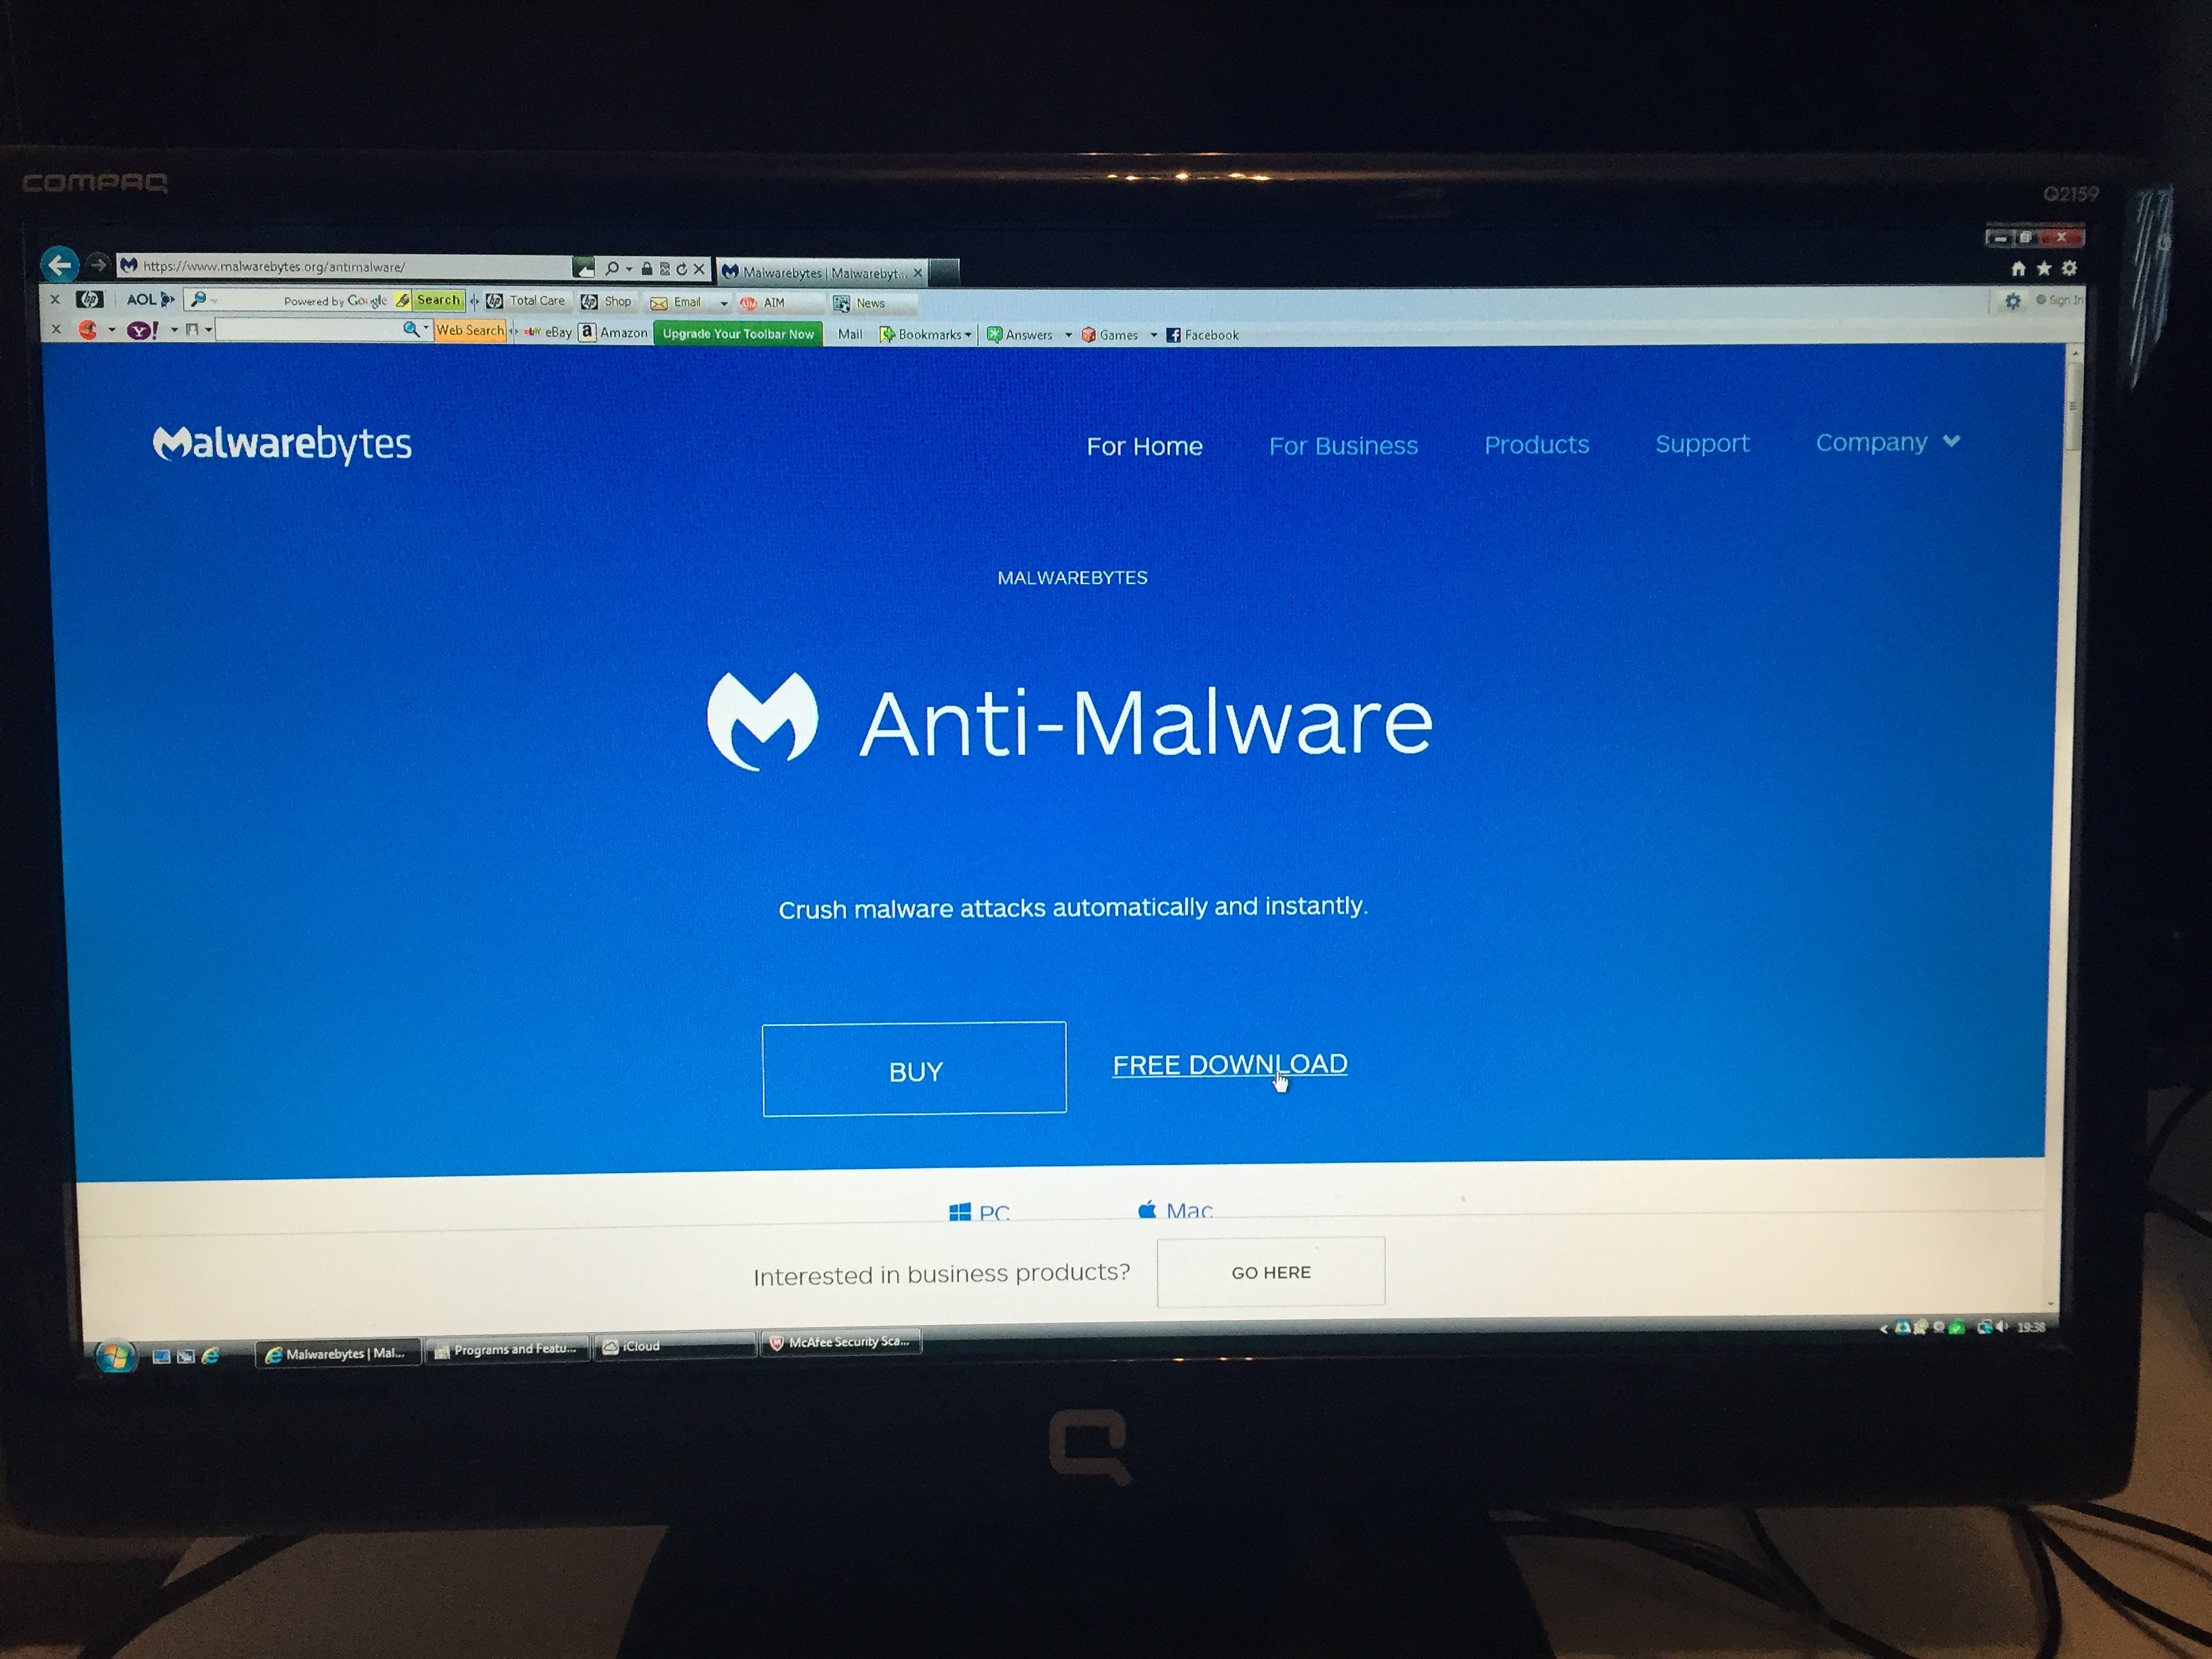 COMPAQ
Q2159
https://www.malwarebytes.org/antimalware/
Malwarebytes | Malwarebyt...
AOL
Powered by Google
Search
Total Care
Shop
Email
AIM
News
Sign In
Y!
Web Search
eBay
Amazon
Upgrade Your Toolbar Now
Mail
Bookmarks
Answers
Games
Facebook
Malwarebytes
For Home
For Business
Products
Support
Company
MALWAREBYTES
Anti-Malware
Crush malware attacks automatically and instantly.
BUY
FREE DOWNLOAD
PC
Mac
Interested in business products?
GO HERE
Malwarebytes | Mal...
Programs and Featu...
iCloud
McAfee Security Sca...
19:38